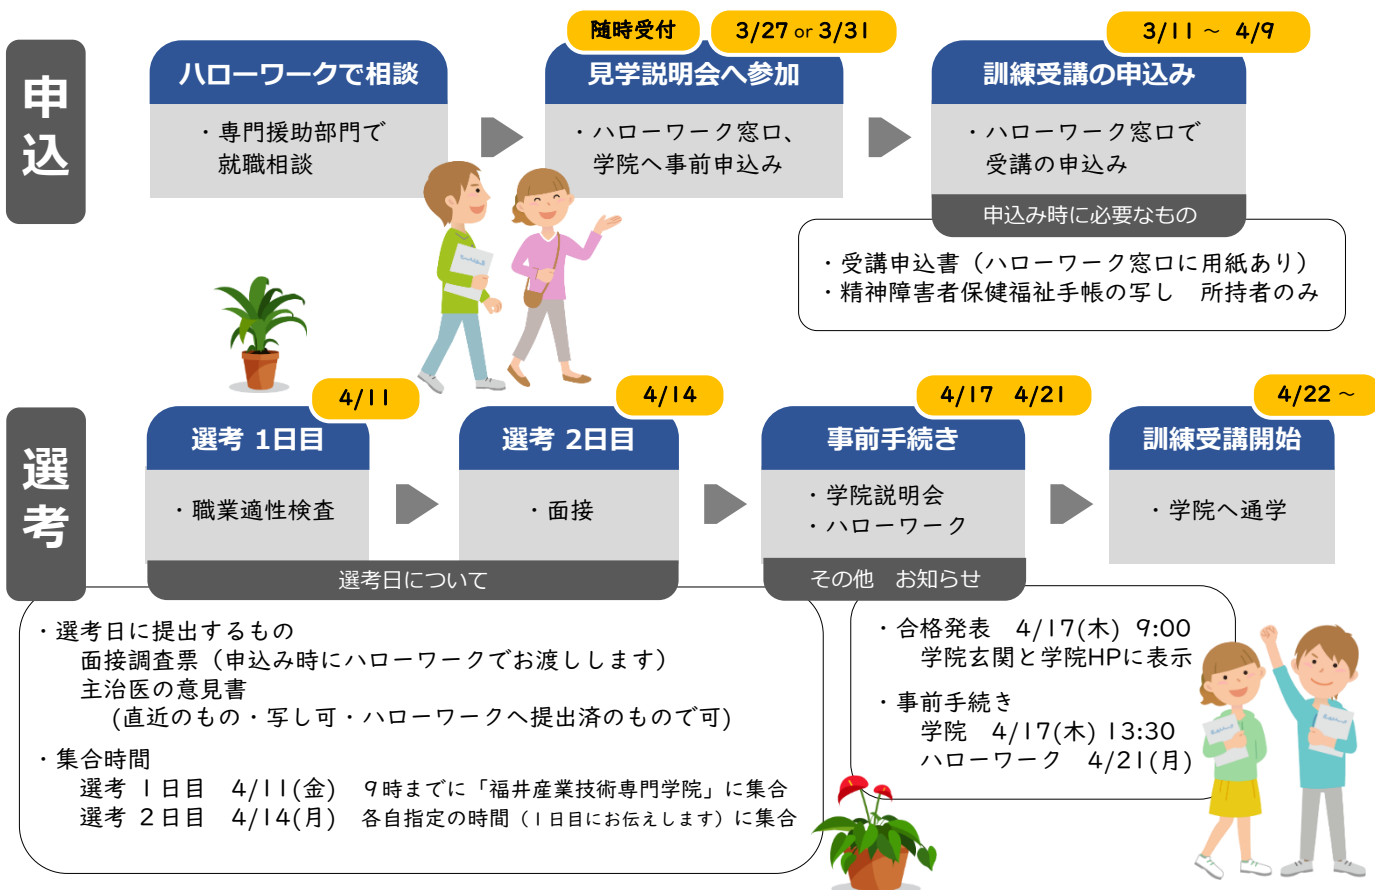 申込
ハローワークで相談
・専門援助部門で
就職相談
随時受付
3/27 or 3/31
見学説明会へ参加
・ハローワーク窓口、
学院へ事前申込み
3/11 ～ 4/9
訓練受講の申込み
・ハローワーク窓口で
受講の申込み
申込み時に必要なもの
・受講申込書（ハローワーク窓口に用紙あり）
・精神障害者保健福祉手帳の写し　所持者のみ
選考
4/11
選考 1日目
・職業適性検査
4/14
選考 2日目
・面接
4/17　4/21
事前手続き
・学院説明会
・ハローワーク
4/22 ～
訓練受講開始
・学院へ通学
選考日について
・選考日に提出するもの
面接調査票（申込み時にハローワークでお渡しします）
主治医の意見書
(直近のもの・写し可・ハローワークへ提出済のもので可)
・集合時間
選考 1日目　4/11(金)　9時までに「福井産業技術専門学院」に集合
選考 2日目　4/14(月)　各自指定の時間（1日目にお伝えします）に集合
その他　お知らせ
・合格発表　4/17(木) 9:00
学院玄関と学院HPに表示
・事前手続き
学院　4/17(木) 13:30
ハローワーク　4/21(月)